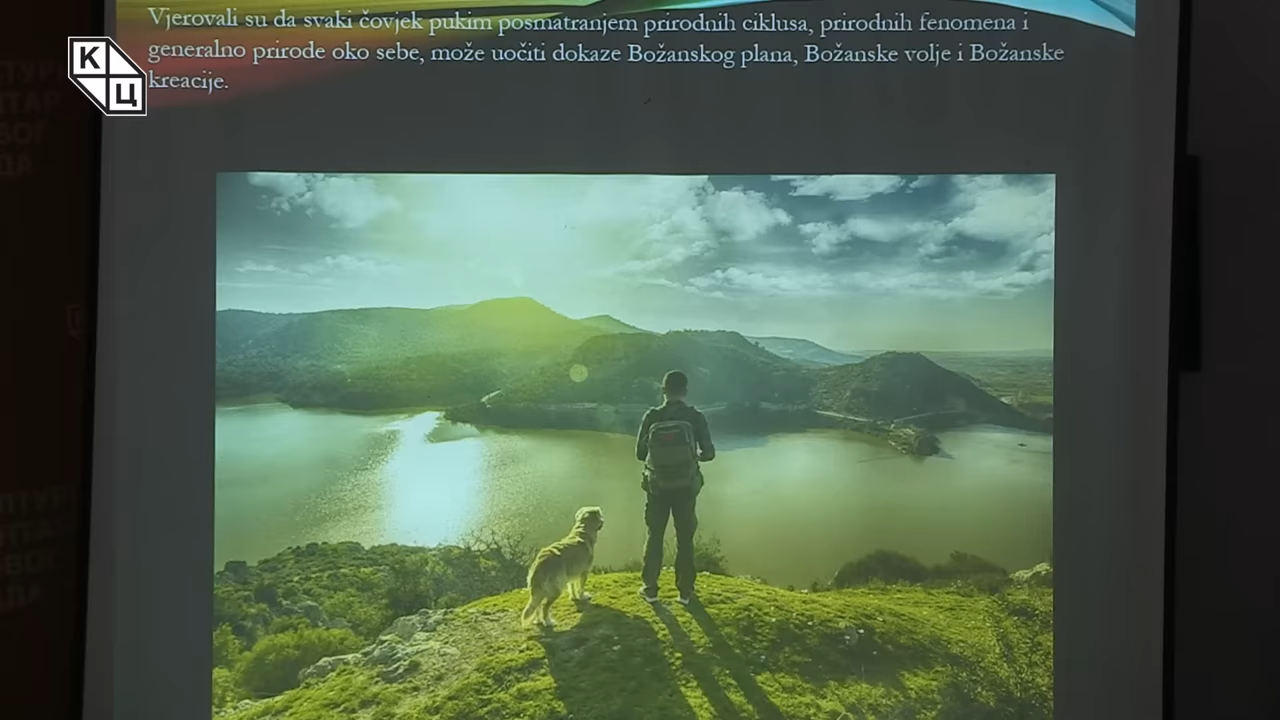 Vjerovali su da svaki čovjek pukim posmatranjem prirodnih ciklusa, prirodnih fenomena i
generalno prirode oko sebe, može uočiti dokaze Božanskog plana, Božanske volje i Božanske
kreacije.
К
Ц